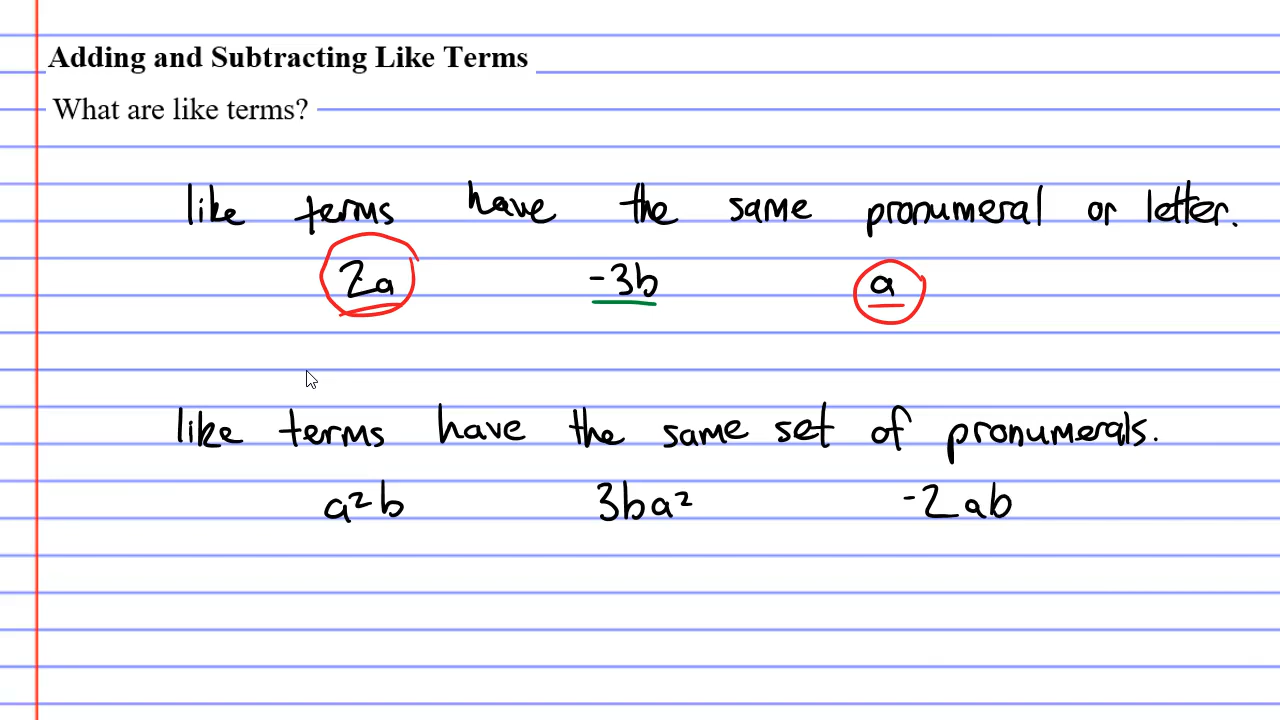 Adding and Subtracting Like Terms
What are like terms?
like terms have the same pronumeral or letter.
2a -3b a
like terms have the same set of pronumerals.
a²b 3ba² -2ab